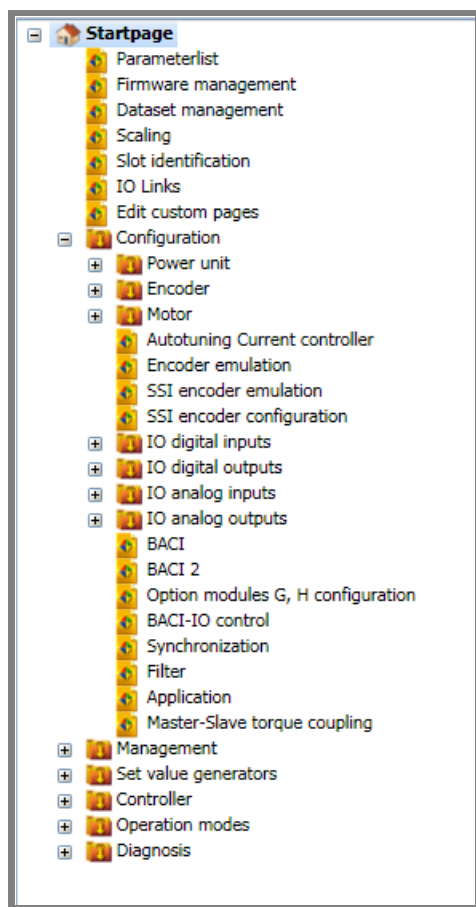 Startpage
Parameterlist
Firmware management
Dataset management
Scaling
Slot identification
IO Links
Edit custom pages
Configuration
Power unit
Encoder
Motor
Autotuning Current controller
Encoder emulation
SSI encoder emulation
SSI encoder configuration
IO digital inputs
IO digital outputs
IO analog inputs
IO analog outputs
BACI
BACI 2
Option modules G, H configuration
BACI-IO control
Synchronization
Filter
Application
Master-Slave torque coupling
Management
Set value generators
Controller
Operation modes
Diagnosis